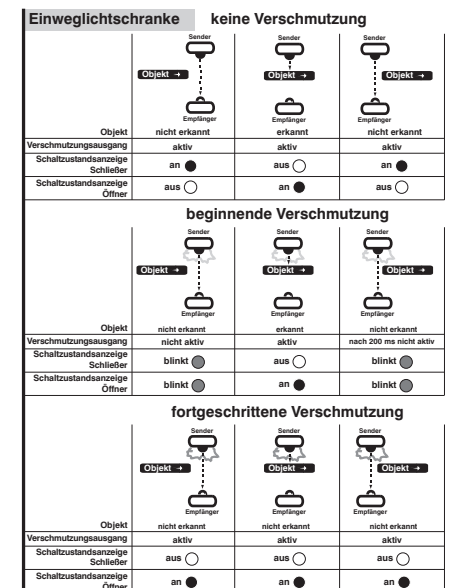 Einweglichtschranke keine Verschmutzung
Sender Sender Sender
Objekt → Objekt → Objekt →
Empfänger Empfänger Empfänger
Objekt nicht erkannt erkannt nicht erkannt
Verschmutzungsausgang aktiv aktiv aktiv
Schaltzustandsanzeige
Schließer an aus an
Schaltzustandsanzeige
Öffner aus an aus
beginnende Verschmutzung
Sender Sender Sender
Objekt → Objekt → Objekt →
Empfänger Empfänger Empfänger
Objekt nicht erkannt erkannt nicht erkannt
Verschmutzungsausgang nicht aktiv aktiv nach 200 ms nicht aktiv
Schaltzustandsanzeige
Schließer blinkt aus blinkt
Schaltzustandsanzeige
Öffner blinkt an blinkt
fortgeschrittene Verschmutzung
Sender Sender Sender
Objekt → Objekt → Objekt →
Empfänger Empfänger Empfänger
Objekt nicht erkannt nicht erkannt nicht erkannt
Verschmutzungsausgang aktiv aktiv aktiv
Schaltzustandsanzeige
Schließer aus aus aus
Schaltzustandsanzeige
Öffner an an an